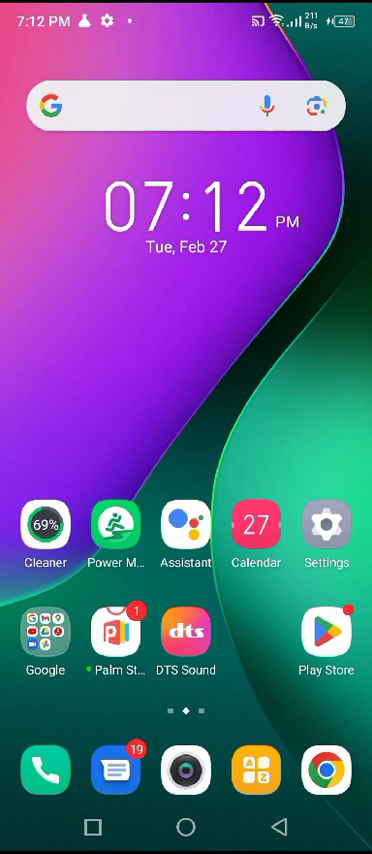 7:12 PM
211
B/s
47
07:12 PM
Tue, Feb 27
69%
27
Cleaner
Power M...
Assistant
Calendar
Settings
1
dts
Google
Palm St...
DTS Sound
Play Store
19
A
Z